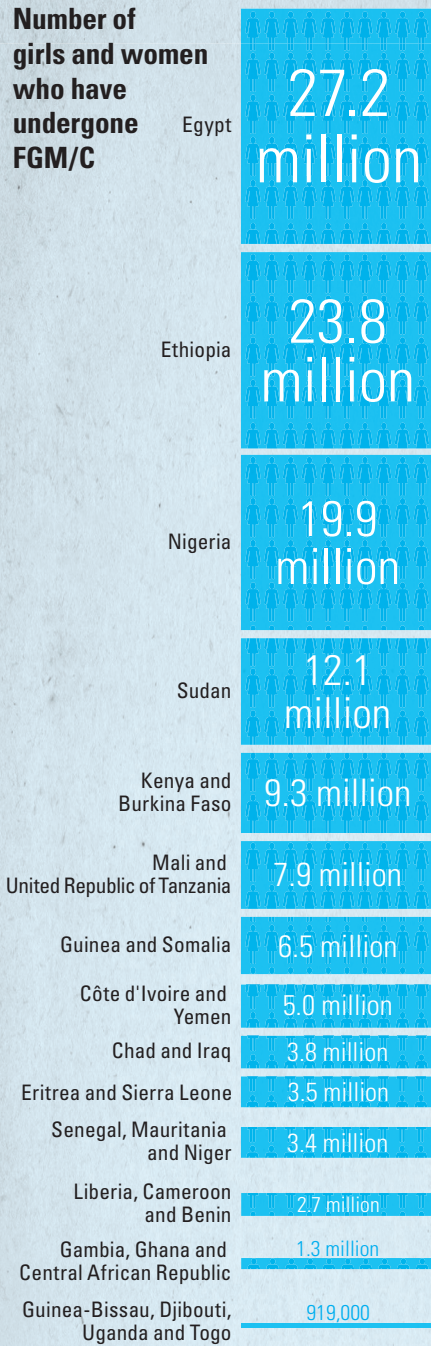 Number of
girls and women
who have
undergone
FGM/C
Egypt
27.2
million
Ethiopia
23.8
million
Nigeria
19.9
million
Sudan
12.1
million
Kenya and
Burkina Faso
9.3 million
Mali and
United Republic of Tanzania
7.9 million
Guinea and Somalia
6.5 million
Côte d'Ivoire and
Yemen
5.0 million
Chad and Iraq
3.8 million
Eritrea and Sierra Leone
3.5 million
Senegal, Mauritania
and Niger
3.4 million
Liberia, Cameroon
and Benin
2.7 million
Gambia, Ghana and
Central African Republic
1.3 million
Guinea-Bissau, Djibouti,
Uganda and Togo
919,000